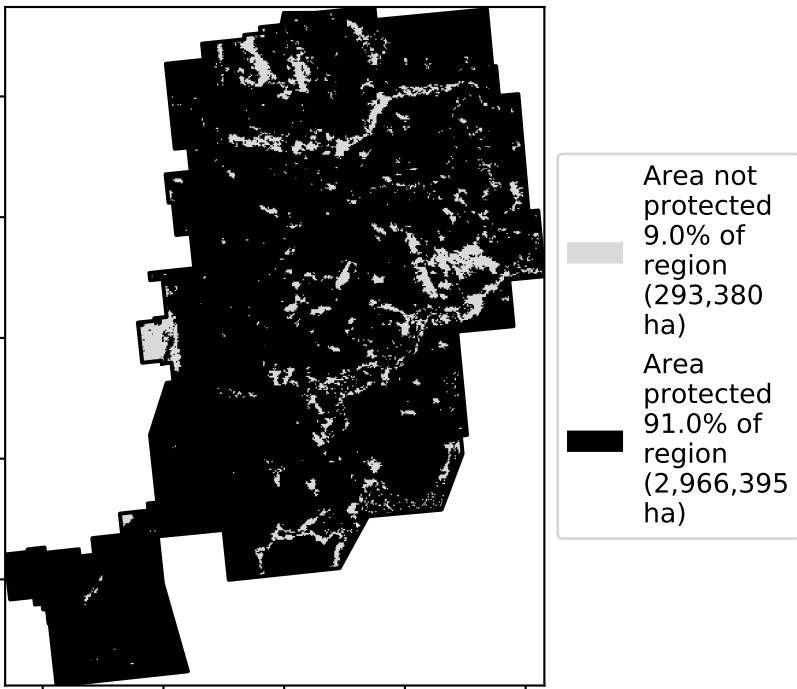 Area not
protected
9.0% of
region
(293,380
ha)
Area
protected
91.0% of
region
(2,966,395
ha)